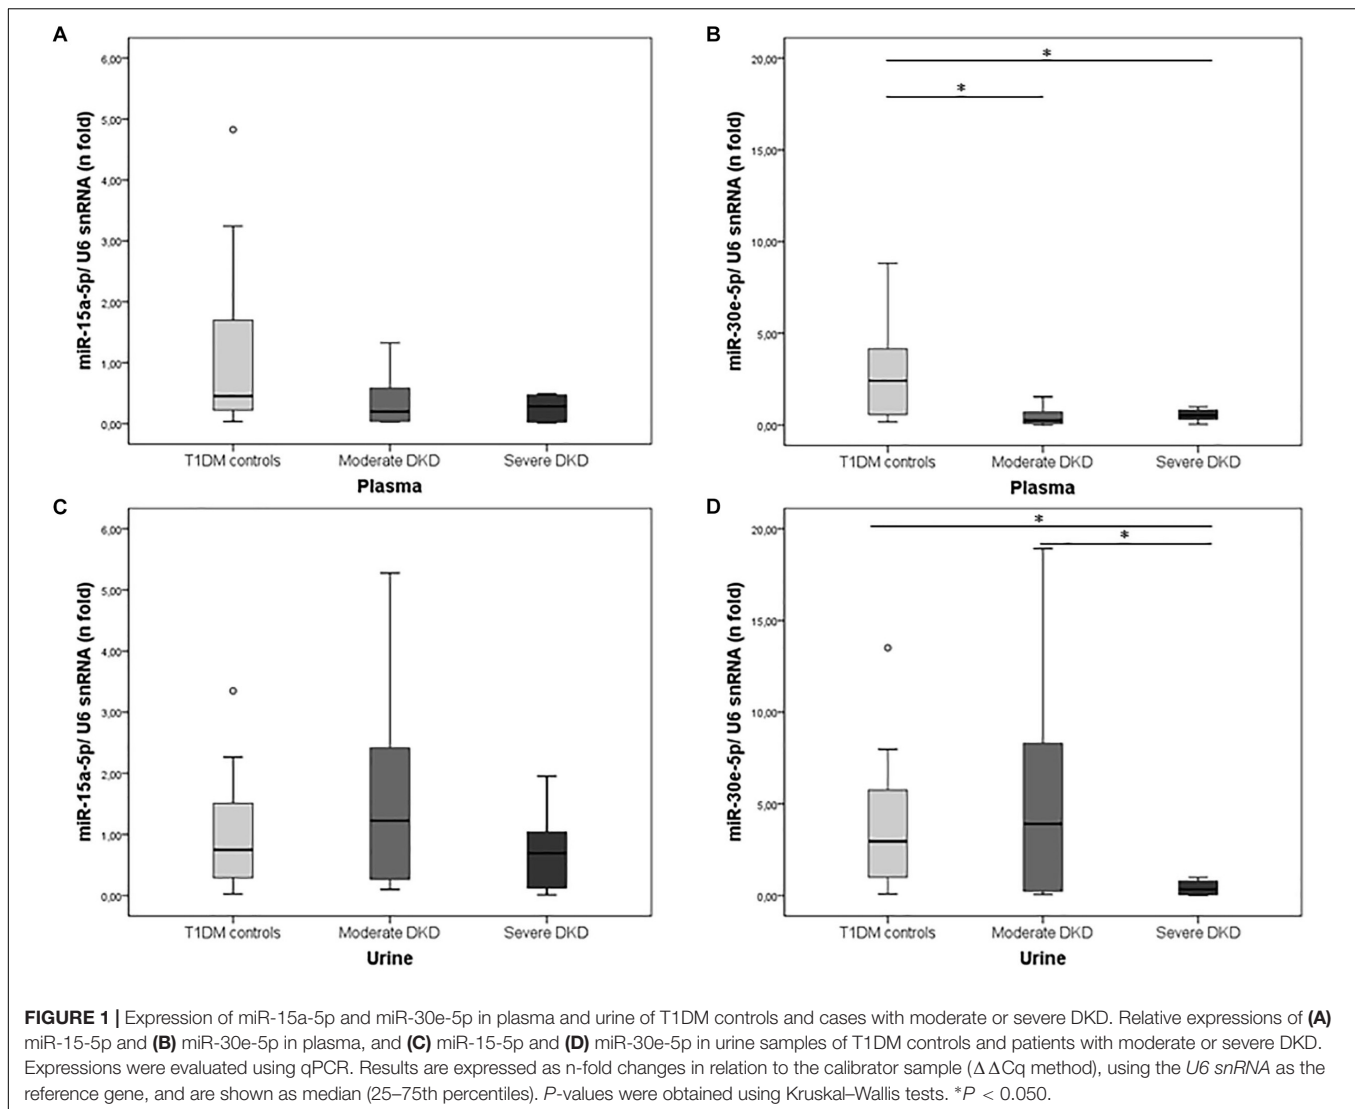 A
6,00
5,00
4,00
3,00
2,00
1,00
0,00
miR-15a-5p/ U6 snRNA (n fold)
T1DM controls Moderate DKD Severe DKD
Plasma
B
20,00
15,00
10,00
5,00
0,00
miR-30e-5p/ U6 snRNA (n fold)
*
*
T1DM controls Moderate DKD Severe DKD
Plasma
C
6,00
5,00
4,00
3,00
2,00
1,00
0,00
miR-15a-5p/ U6 snRNA (n fold)
T1DM controls Moderate DKD Severe DKD
Urine
D
20,00
15,00
10,00
5,00
0,00
miR-30e-5p/ U6 snRNA (n fold)
*
*
T1DM controls Moderate DKD Severe DKD
Urine
FIGURE 1 | Expression of miR-15a-5p and miR-30e-5p in plasma and urine of T1DM controls and cases with moderate or severe DKD. Relative expressions of (A)
miR-15-5p and (B) miR-30e-5p in plasma, and (C) miR-15-5p and (D) miR-30e-5p in urine samples of T1DM controls and patients with moderate or severe DKD.
Expressions were evaluated using qPCR. Results are expressed as n-fold changes in relation to the calibrator sample (ΔΔCq method), using the U6 snRNA as the
reference gene, and are shown as median (25–75th percentiles). P-values were obtained using Kruskal–Wallis tests. *P < 0.050.